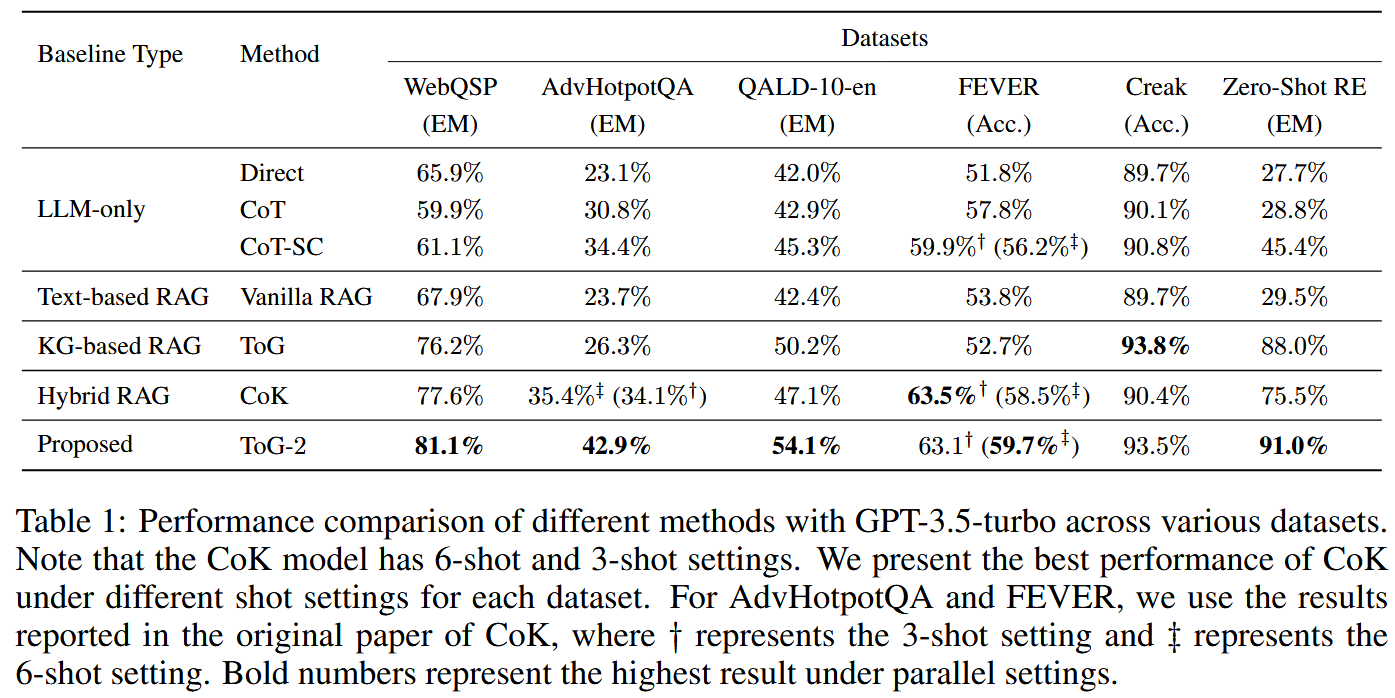 Baseline Type Method Datasets
WebQSP AdvHotpotQA QALD-10-en FEVER Creak Zero-Shot RE
(EM) (EM) (EM) (Acc.) (Acc.) (EM)
Direct 65.9% 23.1% 42.0% 51.8% 89.7% 27.7%
LLM-only CoT 59.9% 30.8% 42.9% 57.8% 90.1% 28.8%
CoT-SC 61.1% 34.4% 45.3% 59.9%† (56.2%‡) 90.8% 45.4%
Text-based RAG Vanilla RAG 67.9% 23.7% 42.4% 53.8% 89.7% 29.5%
KG-based RAG ToG 76.2% 26.3% 50.2% 52.7% 93.8% 88.0%
Hybrid RAG CoK 77.6% 35.4%‡ (34.1%†) 47.1% 63.5%† (58.5%‡) 90.4% 75.5%
Proposed ToG-2 81.1% 42.9% 54.1% 63.1† (59.7%‡) 93.5% 91.0%
Table 1: Performance comparison of different methods with GPT-3.5-turbo across various datasets.
Note that the CoK model has 6-shot and 3-shot settings. We present the best performance of CoK
under different shot settings for each dataset. For AdvHotpotQA and FEVER, we use the results
reported in the original paper of CoK, where † represents the 3-shot setting and ‡ represents the
6-shot setting. Bold numbers represent the highest result under parallel settings.